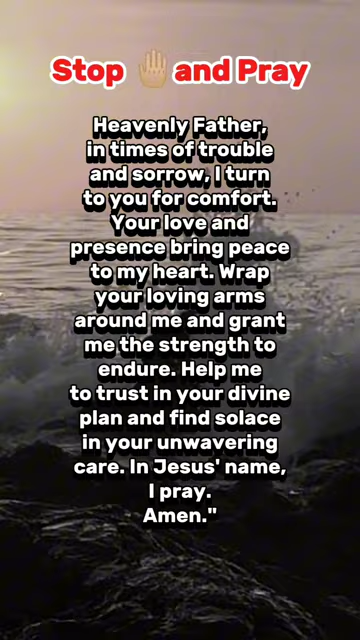 Stop 🤚 and Pray
Heavenly Father,
in times of trouble
and sorrow, I turn
to you for comfort.
Your love and
presence bring peace
to my heart. Wrap
your loving arms
around me and grant
me the strength to
endure. Help me
to trust in your divine
plan and find solace
in your unwavering
care. In Jesus' name,
I pray.
Amen."